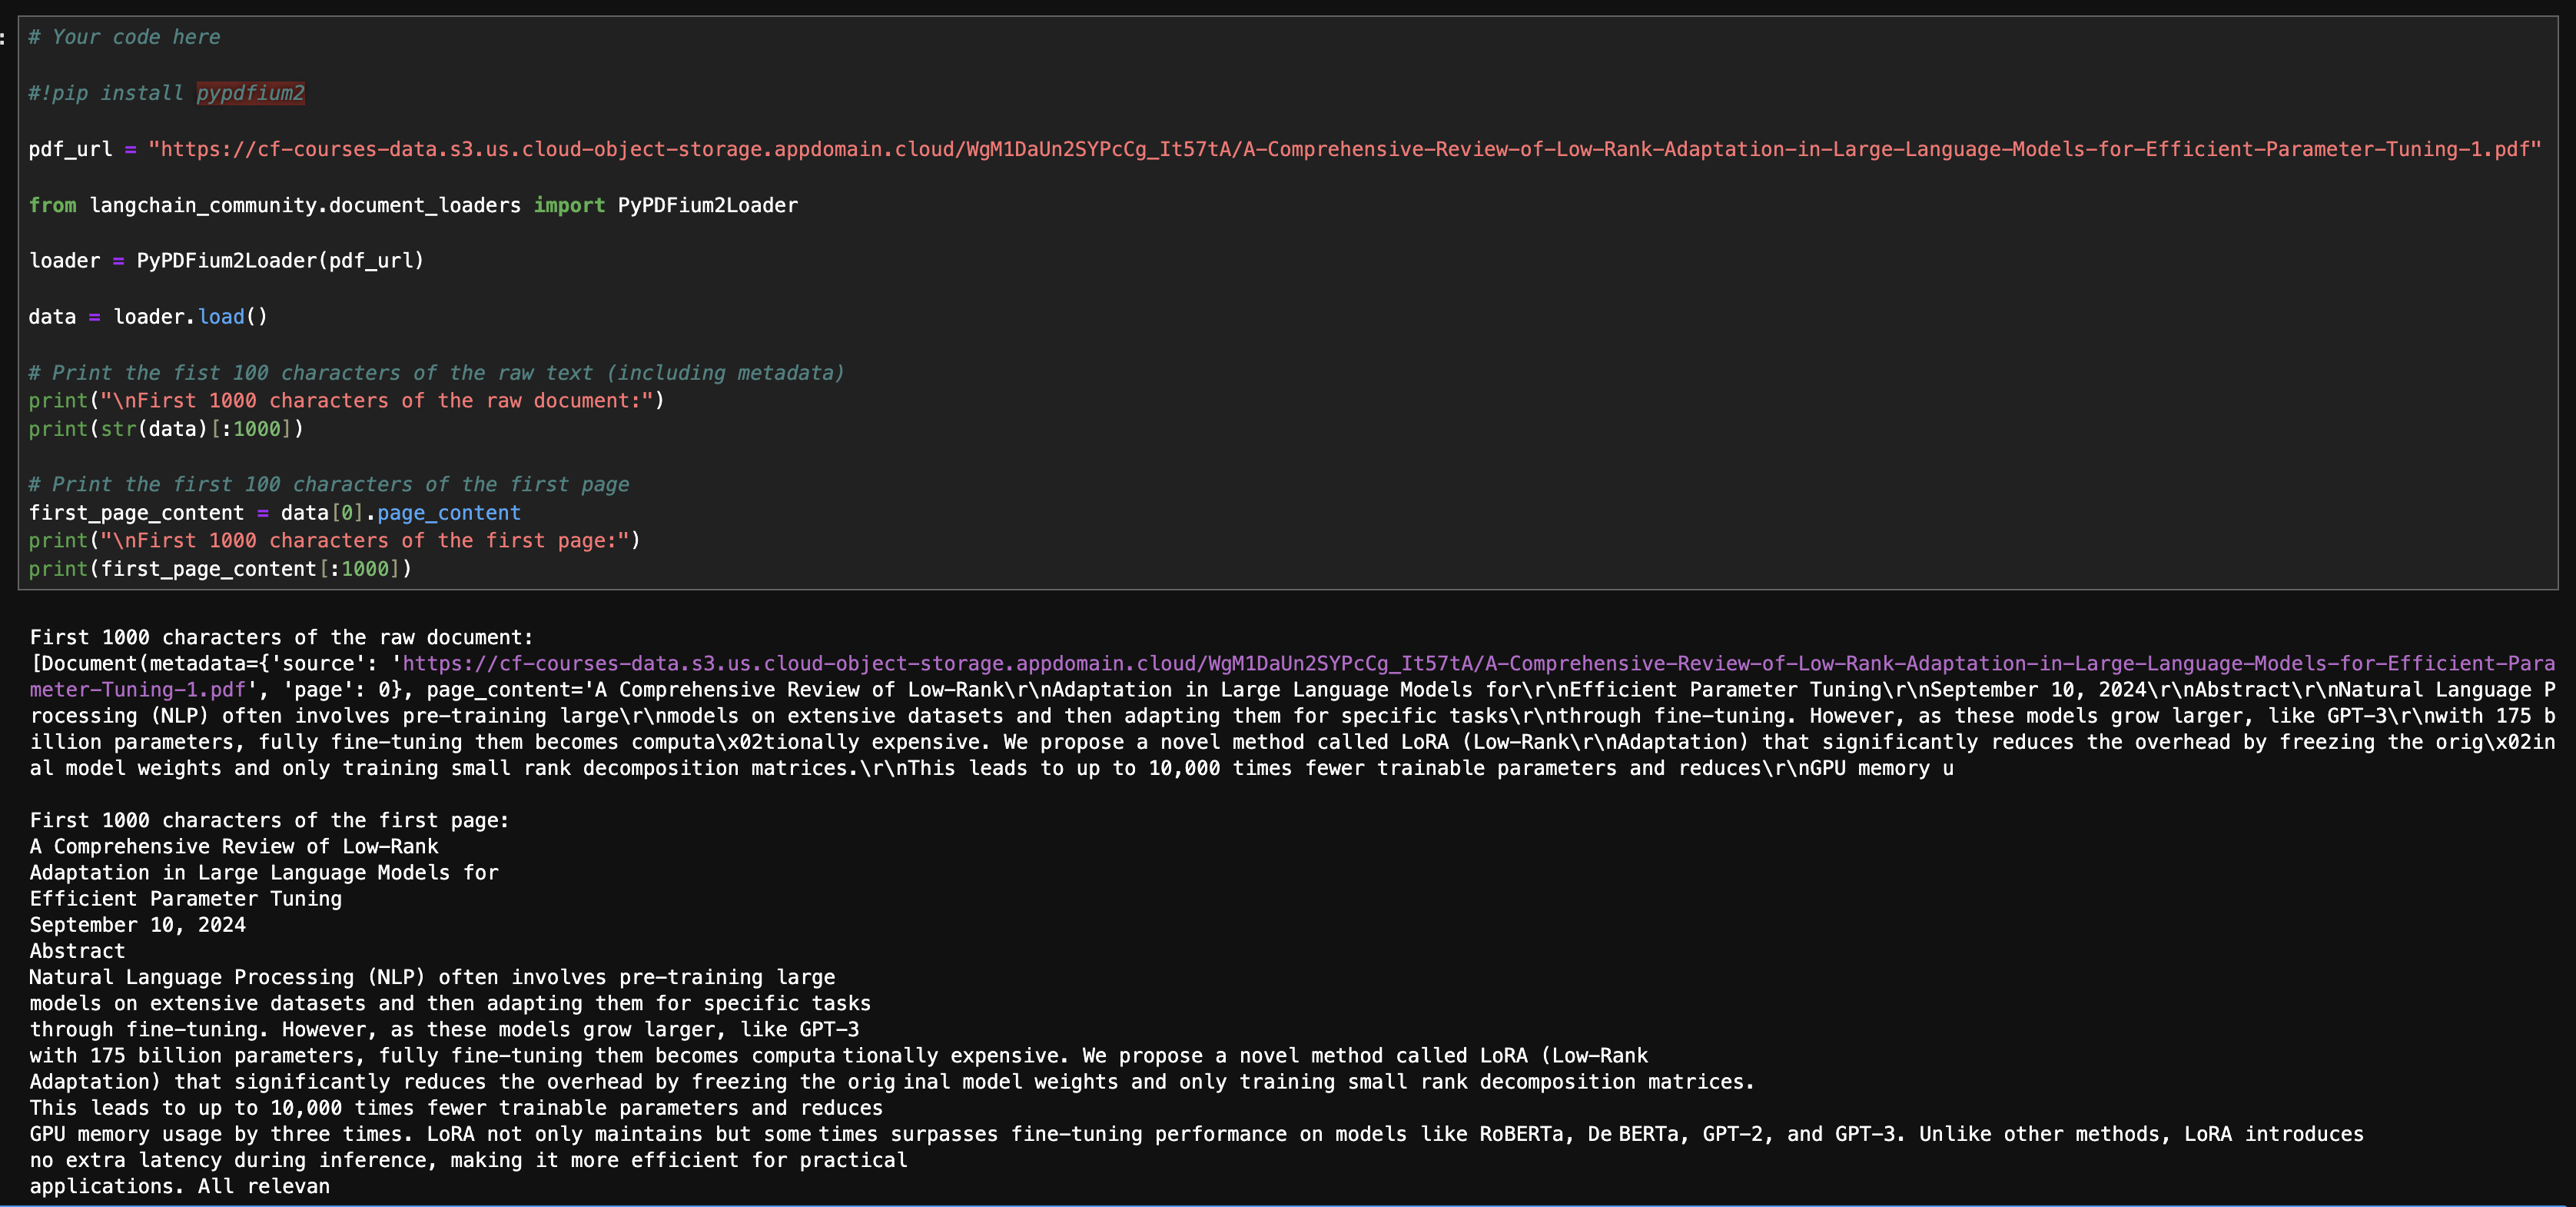 :
# Your code here
#!pip install pypdfium2
pdf_url = "https://cf-courses-data.s3.us.cloud-object-storage.appdomain.cloud/WgM1DaUn2SYPcCg_It57tA/A-Comprehensive-Review-of-Low-Rank-Adaptation-in-Large-Language-Models-for-Efficient-Parameter-Tuning-1.pdf"
from langchain_community.document_loaders import PyPDFium2Loader
loader = PyPDFium2Loader(pdf_url)
data = loader.load()
# Print the fist 100 characters of the raw text (including metadata)
print("\nFirst 1000 characters of the raw document:")
print(str(data)[:1000])
# Print the first 100 characters of the first page
first_page_content = data[0].page_content
print("\nFirst 1000 characters of the first page:")
print(first_page_content[:1000])
First 1000 characters of the raw document:
[Document(metadata={'source': 'https://cf-courses-data.s3.us.cloud-object-storage.appdomain.cloud/WgM1DaUn2SYPcCg_It57tA/A-Comprehensive-Review-of-Low-Rank-Adaptation-in-Large-Language-Models-for-Efficient-Para
meter-Tuning-1.pdf', 'page': 0}, page_content='A Comprehensive Review of Low-Rank\r\nAdaptation in Large Language Models for\r\nEfficient Parameter Tuning\r\nSeptember 10, 2024\r\nAbstract\r\nNatural Language P
rocessing (NLP) often involves pre-training large\r\nmodels on extensive datasets and then adapting them for specific tasks\r\nthrough fine-tuning. However, as these models grow larger, like GPT-3\r\nwith 175 b
illion parameters, fully fine-tuning them becomes computa\x02tionally expensive. We propose a novel method called LoRA (Low-Rank\r\nAdaptation) that significantly reduces the overhead by freezing the orig\x02in
al model weights and only training small rank decomposition matrices.\r\nThis leads to up to 10,000 times fewer trainable parameters and reduces\r\nGPU memory u
First 1000 characters of the first page:
A Comprehensive Review of Low-Rank
Adaptation in Large Language Models for
Efficient Parameter Tuning
September 10, 2024
Abstract
Natural Language Processing (NLP) often involves pre-training large
models on extensive datasets and then adapting them for specific tasks
through fine-tuning. However, as these models grow larger, like GPT-3
with 175 billion parameters, fully fine-tuning them becomes computa tionally expensive. We propose a novel method called LoRA (Low-Rank
Adaptation) that significantly reduces the overhead by freezing the orig inal model weights and only training small rank decomposition matrices.
This leads to up to 10,000 times fewer trainable parameters and reduces
GPU memory usage by three times. LoRA not only maintains but some times surpasses fine-tuning performance on models like RoBERTa, De BERTa, GPT-2, and GPT-3. Unlike other methods, LoRA introduces
no extra latency during inference, making it more efficient for practical
applications. All relevan